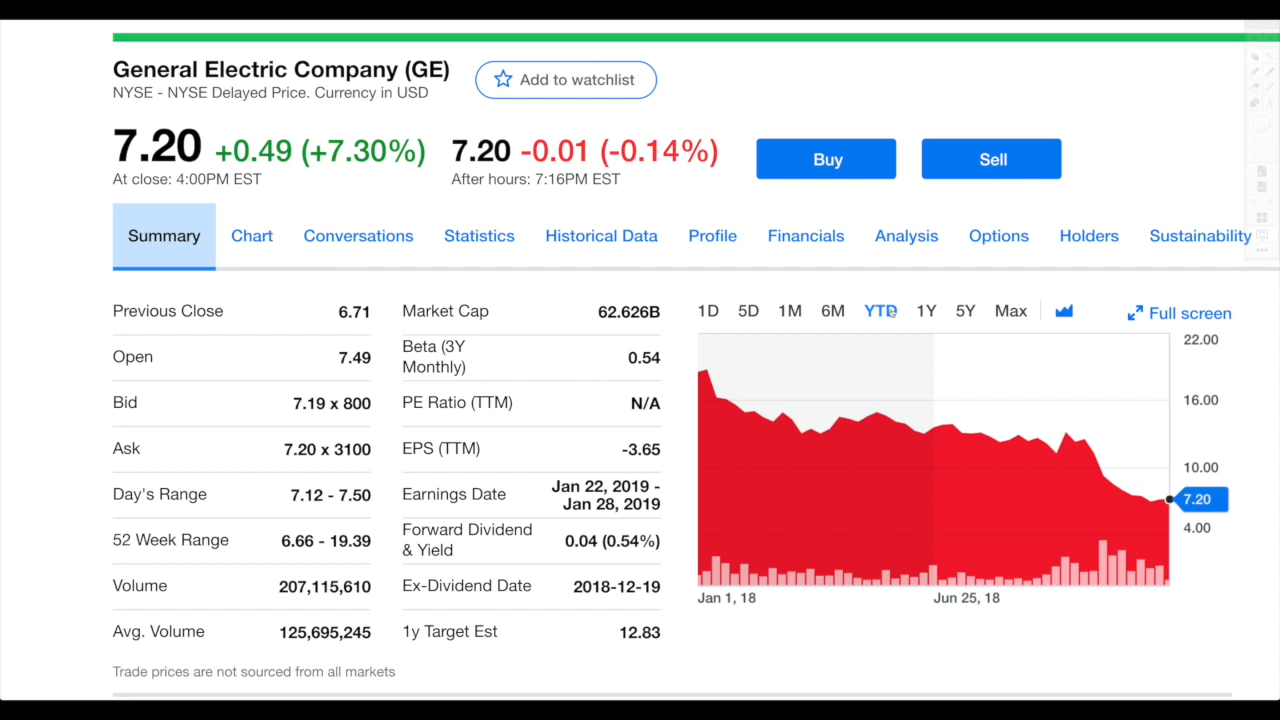 General Electric Company (GE)
Add to watchlist
NYSE - NYSE Delayed Price. Currency in USD
7.20 +0.49 (+7.30%) 7.20 -0.01 (-0.14%)
At close: 4:00PM EST After hours: 7:16PM EST
Buy Sell
Summary Chart Conversations Statistics Historical Data Profile Financials Analysis Options Holders Sustainability
Previous Close 6.71
Open 7.49
Bid 7.19 x 800
Ask 7.20 x 3100
Day's Range 7.12 - 7.50
52 Week Range 6.66 - 19.39
Volume 207,115,610
Avg. Volume 125,695,245
Market Cap 62.626B
Beta (3Y
Monthly) 0.54
PE Ratio (TTM) N/A
EPS (TTM) -3.65
Earnings Date Jan 22, 2019 -
Jan 28, 2019
Forward Dividend
& Yield 0.04 (0.54%)
Ex-Dividend Date 2018-12-19
1y Target Est 12.83
1D 5D 1M 6M YTD 1Y 5Y Max Full screen
22.00
16.00
10.00
7.20
4.00
Jan 1, 18 Jun 25, 18
Trade prices are not sourced from all markets